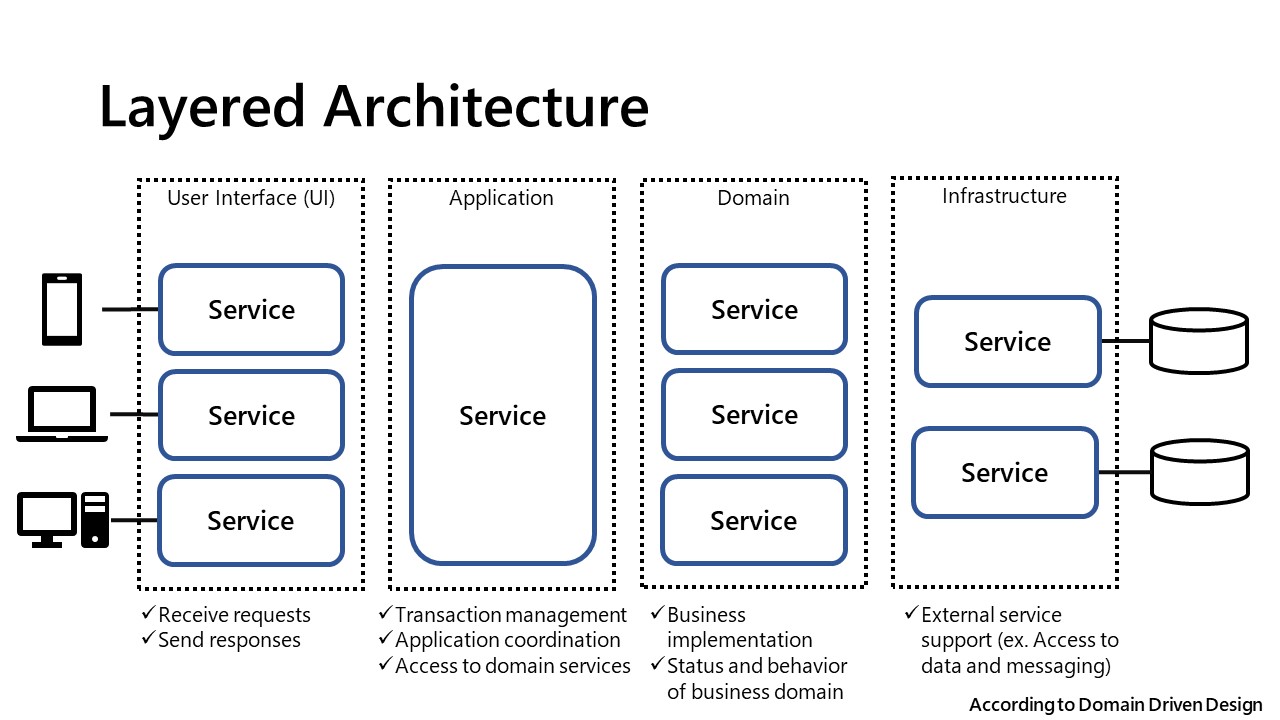 Layered Architecture
User Interface (UI)
Service
Service
Service
✓Receive requests
✓Send responses
Application
Service
✓Transaction management
✓Application coordination
✓Access to domain services
Domain
Service
Service
Service
✓Business
implementation
✓Status and behavior
of business domain
Infrastructure
Service
Service
✓External service
support (ex. Access to
data and messaging)
According to Domain Driven Design